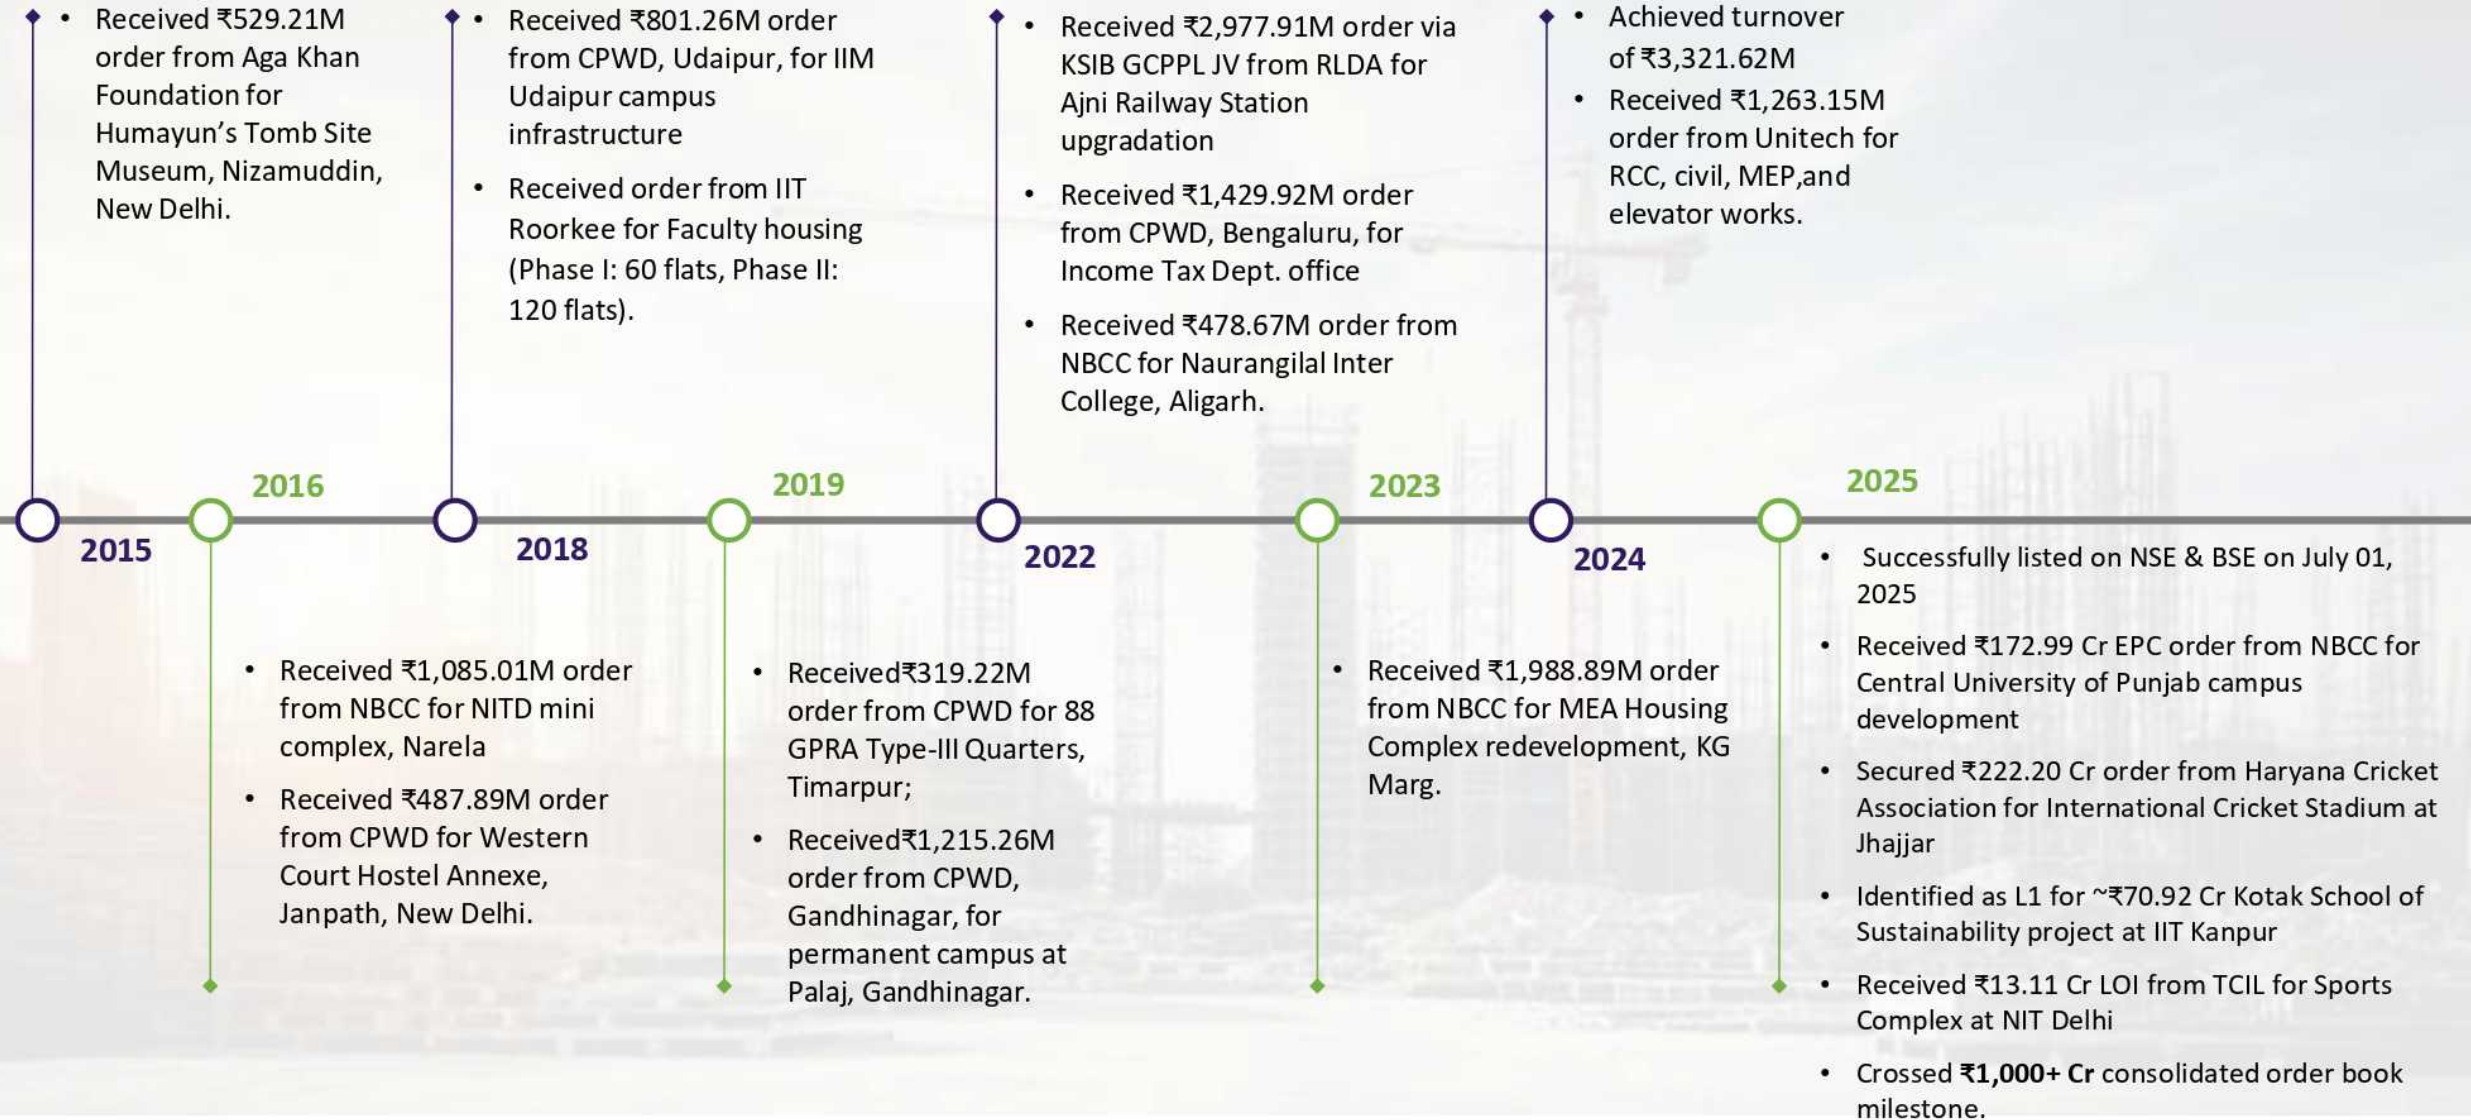 • Received ₹529.21M
order from Aga Khan
Foundation for
Humayun’s Tomb Site
Museum, Nizamuddin,
New Delhi.
2015
2016
• Received ₹1,085.01M order
from NBCC for NITD mini
complex, Narela
• Received ₹487.89M order
from CPWD for Western
Court Hostel Annexe,
Janpath, New Delhi.
• Received ₹801.26M order
from CPWD, Udaipur, for IIM
Udaipur campus
infrastructure
• Received order from IIT
Roorkee for Faculty housing
(Phase I: 60 flats, Phase II:
120 flats).
2018
2019
• Received₹319.22M
order from CPWD for 88
GPRA Type-III Quarters,
Timarpur;
• Received₹1,215.26M
order from CPWD,
Gandhinagar, for
permanent campus at
Palaj, Gandhinagar.
• Received ₹2,977.91M order via
KSIB GCPPL JV from RLDA for
Ajni Railway Station
upgradation
• Received ₹1,429.92M order
from CPWD, Bengaluru, for
Income Tax Dept. office
• Received ₹478.67M order from
NBCC for Naurangilal Inter
College, Aligarh.
2022
2023
• Received ₹1,988.89M order
from NBCC for MEA Housing
Complex redevelopment, KG
Marg.
• Achieved turnover
of ₹3,321.62M
• Received ₹1,263.15M
order from Unitech for
RCC, civil, MEP,and
elevator works.
2024
2025
• Successfully listed on NSE & BSE on July 01,
2025
• Received ₹172.99 Cr EPC order from NBCC for
Central University of Punjab campus
development
• Secured ₹222.20 Cr order from Haryana Cricket
Association for International Cricket Stadium at
Jhajjar
• Identified as L1 for ~₹70.92 Cr Kotak School of
Sustainability project at IIT Kanpur
• Received ₹13.11 Cr LOI from TCIL for Sports
Complex at NIT Delhi
• Crossed ₹1,000+ Cr consolidated order book
milestone.